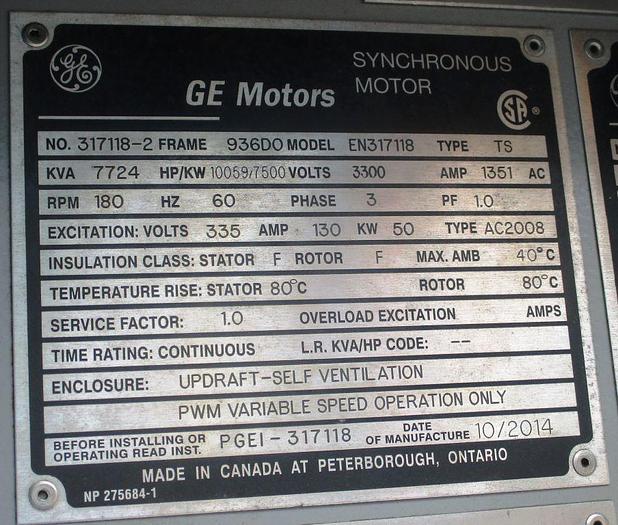 GE
SYNCHRONOUS
GE Motors MOTOR
SA ®
NO. 317118-2 FRAME 936DO MODEL EN317118 TYPE TS
KVA 7724 HP/KW 10059/7500 VOLTS 3300 AMP 1351 AC
RPM 180 HZ 60 PHASE 3 PF 1.0
EXCITATION: VOLTS 335 AMP 130 KW 50 TYPE AC2008
INSULATION CLASS: STATOR F ROTOR F MAX. AMB 40°C
TEMPERATURE RISE: STATOR 80°C ROTOR 80°C
SERVICE FACTOR: 1.0 OVERLOAD EXCITATION AMPS
TIME RATING: CONTINUOUS L.R. KVA/HP CODE: --
ENCLOSURE: UPDRAFT-SELF VENTILATION
PWM VARIABLE SPEED OPERATION ONLY
BEFORE INSTALLING OR OPERATING READ INST. PGEI-317118 DATE OF MANUFACTURE 10/2014
MADE IN CANADA AT PETERBOROUGH, ONTARIO
NP 275684-1